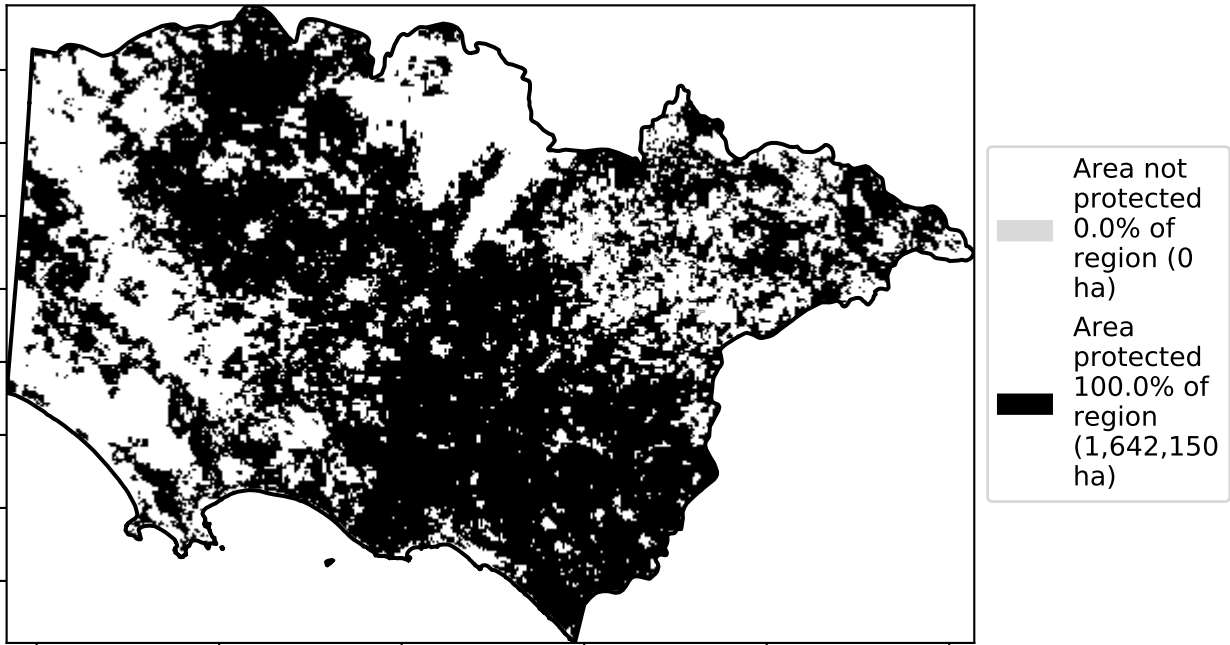 Area not
protected
0.0% of
region (0
ha)
Area
protected
100.0% of
region
(1,642,150
ha)